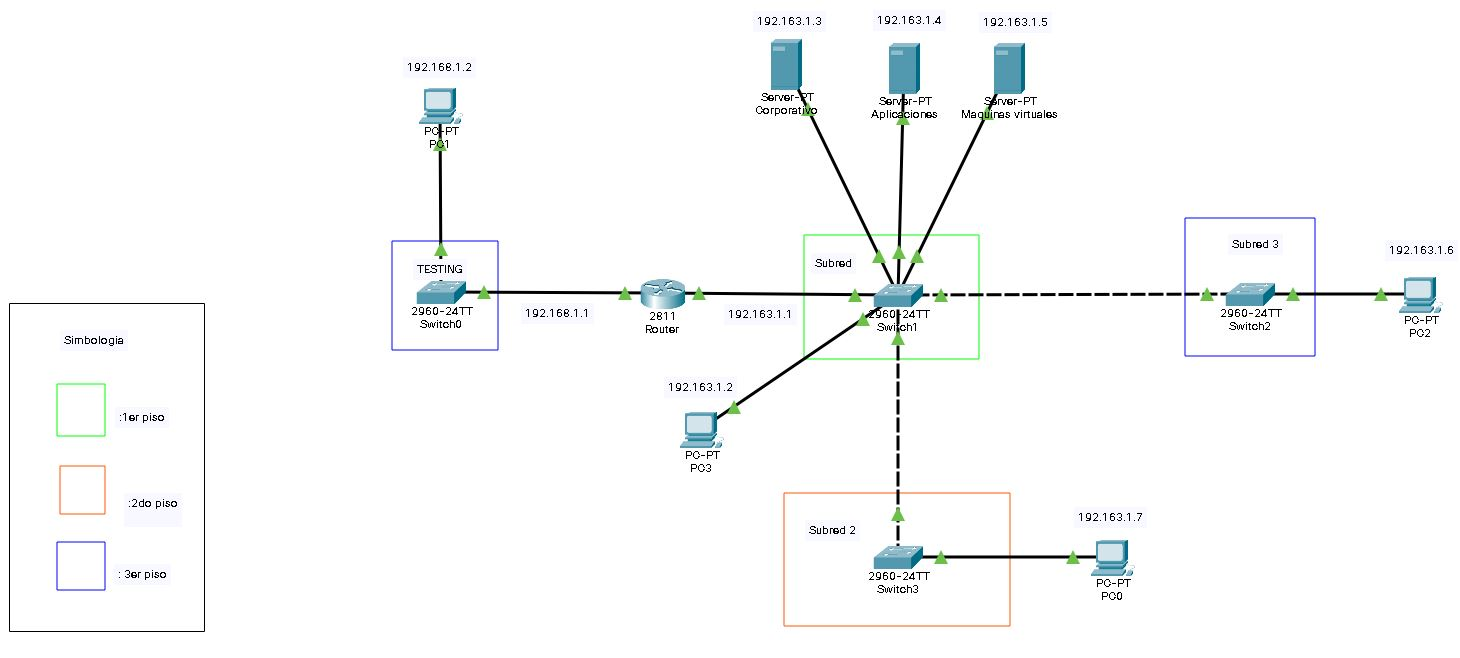 192.163.1.3
192.163.1.4
192.163.1.5
192.168.1.2
Server-PT
Corporativo
Server-PT
Aplicaciones
Server-PT
Maquinas virtuales
PC-PT
PC1
TESTING
2960-24TT
Switch0
192.168.1.1
2811
Router
192.163.1.1
Subred
2960-24TT
Switch1
Subred 3
2960-24TT
Switch2
192.163.1.6
PC-PT
PC2
192.163.1.2
PC-PT
PC3
Simbologia
:1er piso
:2do piso
: 3er piso
Subred 2
2960-24TT
Switch3
192.163.1.7
PC-PT
PC0